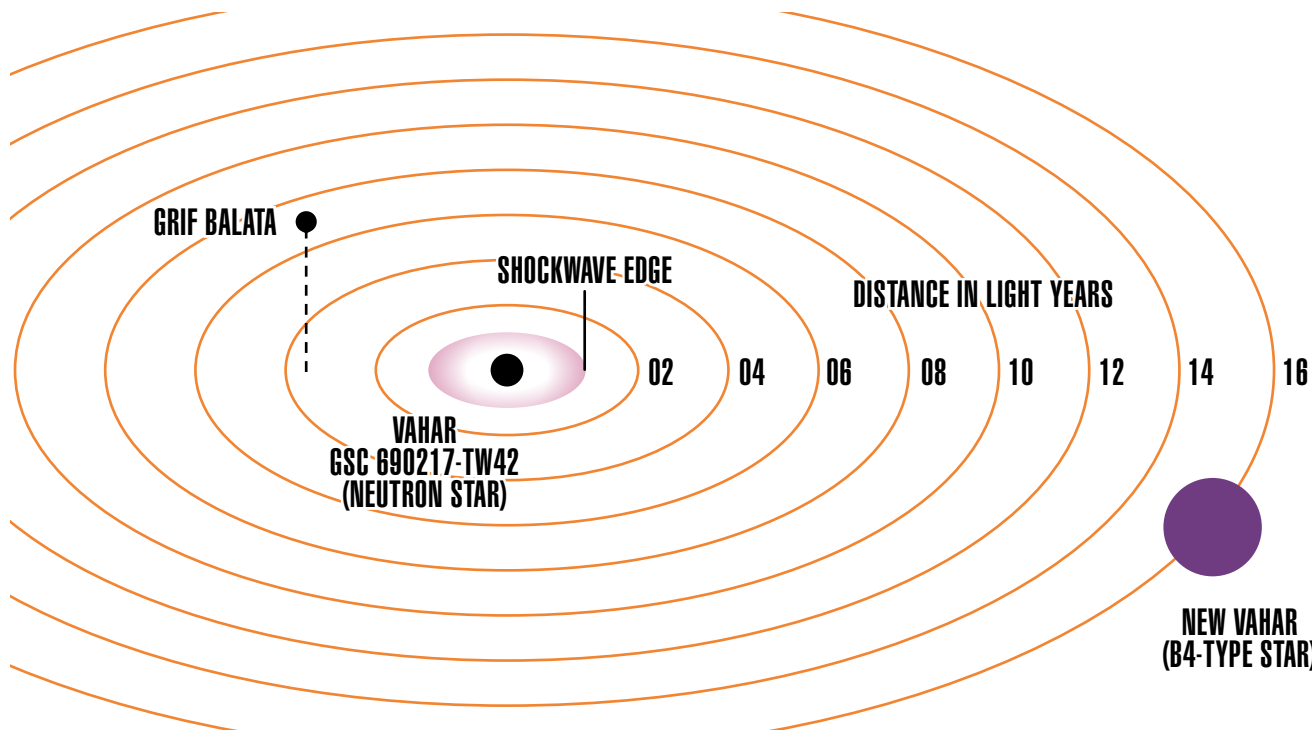 GRIF BALATA
SHOCKWAVE EDGE
DISTANCE IN LIGHT YEARS
02
04
06
08
10
12
14
16
VAHAR
GSC 690217-TW42
(NEUTRON STAR)
NEW VAHAR
(B4-TYPE STAR)